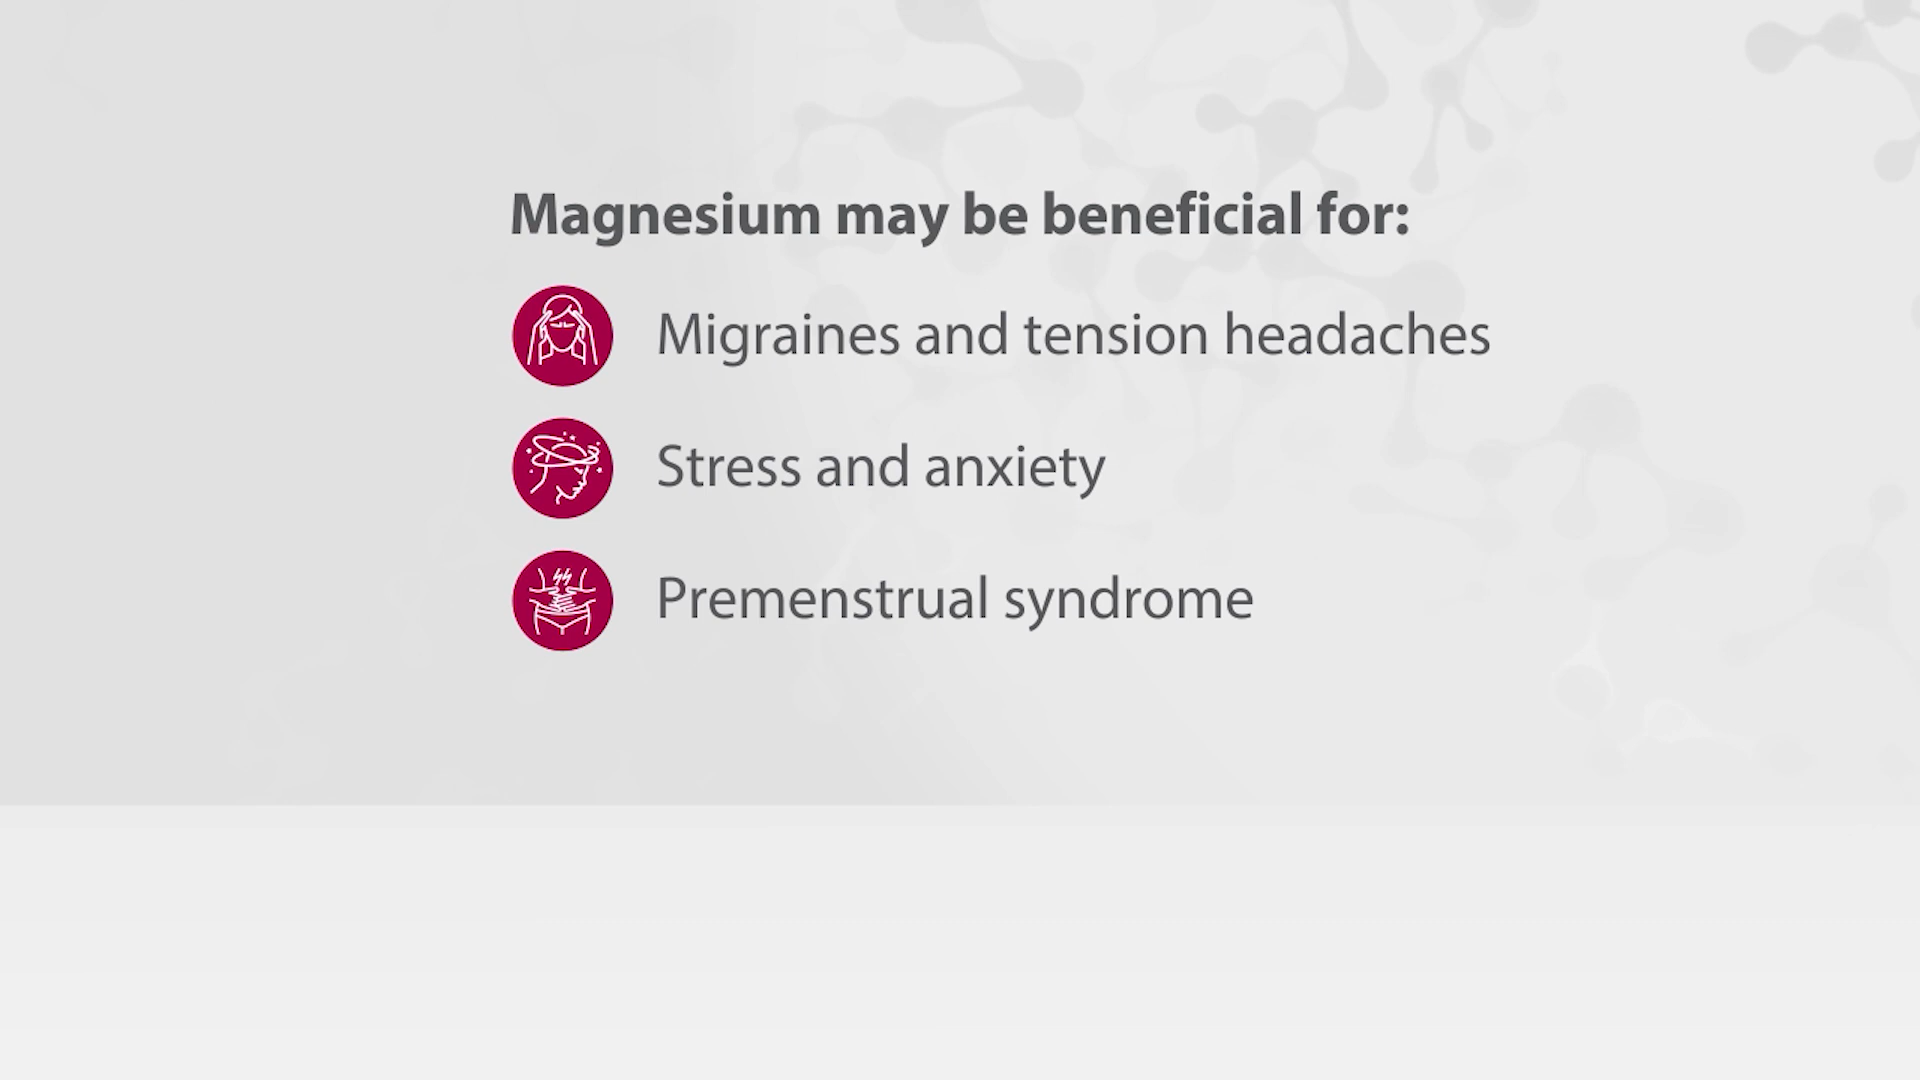 Magnesium may be beneficial for:
Migraines and tension headaches
Stress and anxiety
Premenstrual syndrome